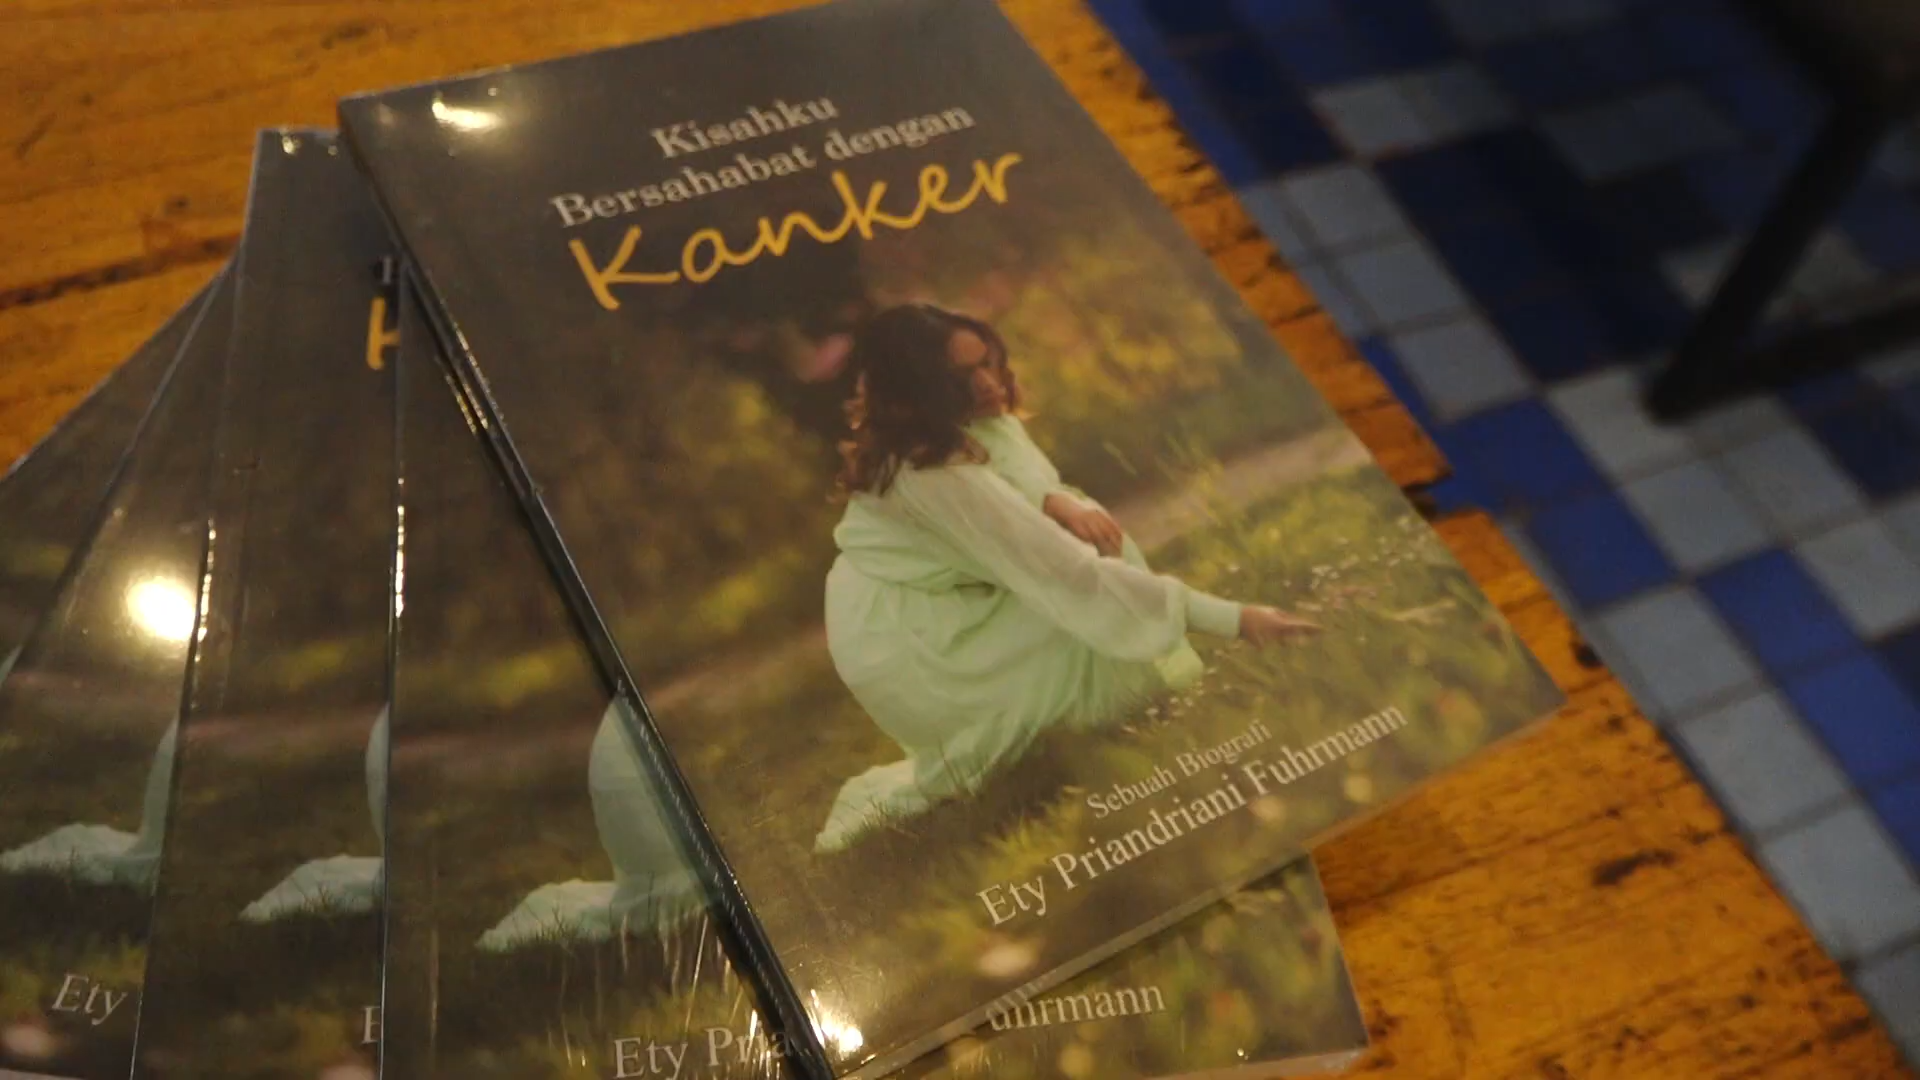 Kisahku
Bersahabat dengan
Kanker
Sebuah Biografi
Ety Priandriani Fuhrmann
Ety
Ety Pria
uhrmann